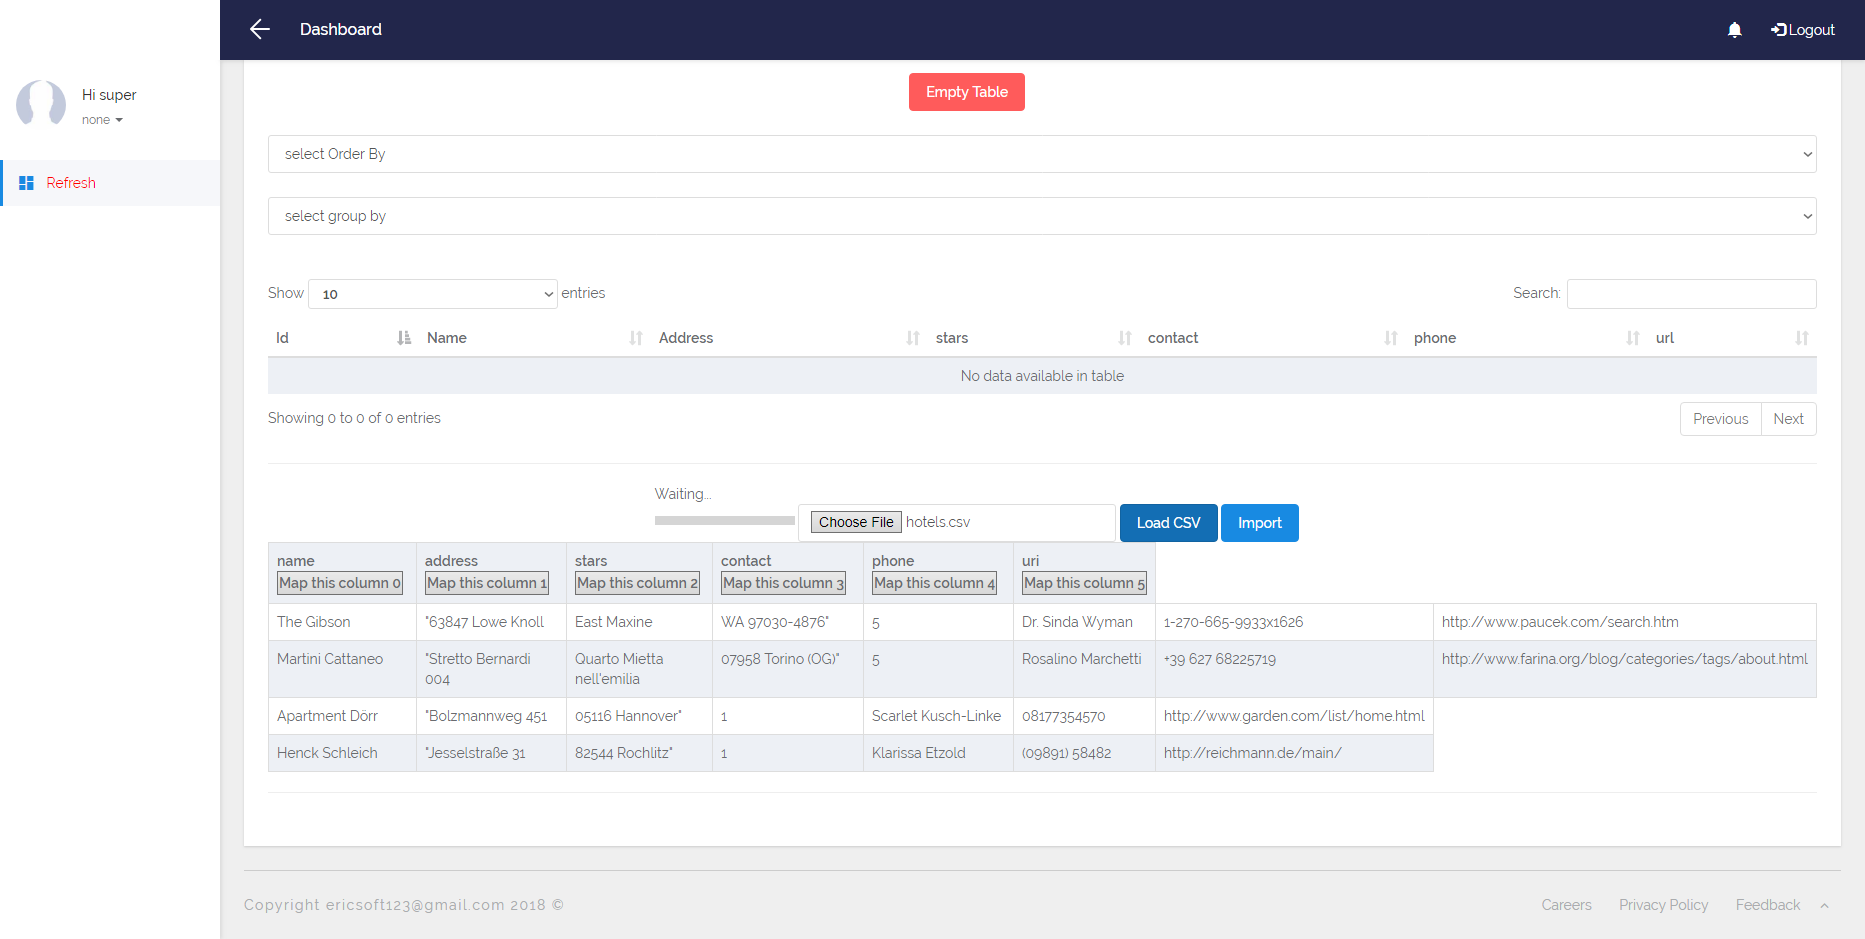 Dashboard
Logout
Hi super
none
Refresh
Empty Table
select Order By
select group by
Show 10 entries
Search:
Id Name Address stars contact phone url
No data available in table
Showing 0 to 0 of 0 entries
Previous Next
Waiting...
Choose File hotels.csv Load CSV Import
name address stars contact phone uri
Map this column 0 Map this column 1 Map this column 2 Map this column 3 Map this column 4 Map this column 5
The Gibson "63847 Lowe Knoll East Maxine WA 97030-4876" 5 Dr. Sinda Wyman 1-270-665-9933x1626 http://www.paucek.com/search.htm
Martini Cattaneo "Stretto Bernardi 004 Quarto Mietta nell'emilia 07958 Torino (OG)" 5 Rosalino Marchetti +39 627 68225719 http://www.farina.org/blog/categories/tags/about.html
Apartment Dörr "Bolzmannweg 451 05116 Hannover" 1 Scarlet Kusch-Linke 08177354570 http://www.garden.com/list/home.html
Henck Schleich "Jesselstraße 31 82544 Rochlitz" 1 Klarissa Etzold (09891) 58482 http://reichmann.de/main/
Copyright ericsoft123@gmail.com 2018 ©
Careers Privacy Policy Feedback